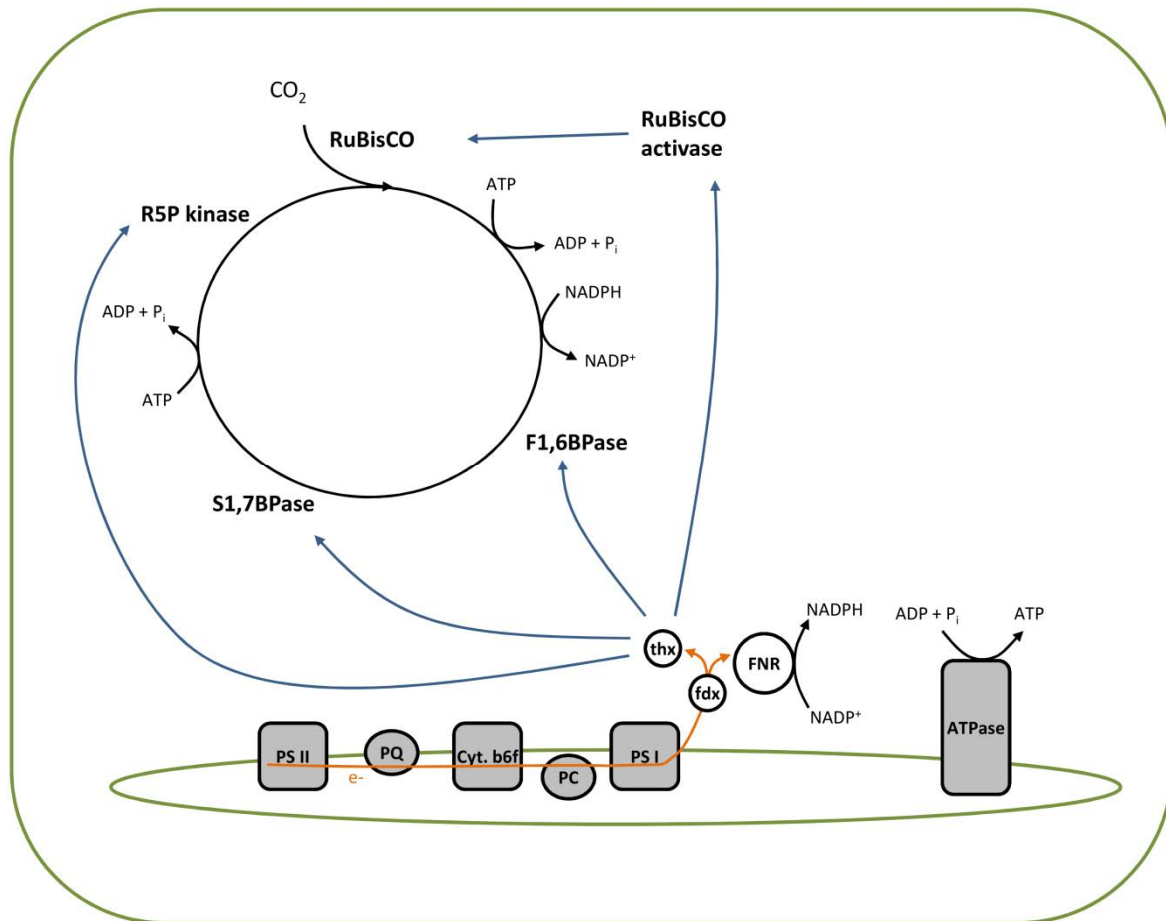 CO₂
RuBisCO
RuBisCO
activase
ATP
R5P kinase
ADP + Pᵢ
NADPH
ADP + Pᵢ
NADP⁺
ATP
F1,6BPase
S1,7BPase
thx
fdx
FNR
NADPH
NADP⁺
ADP + Pᵢ
ATP
ATPase
PS II
PQ
e-
Cyt. b6f
PC
PS I